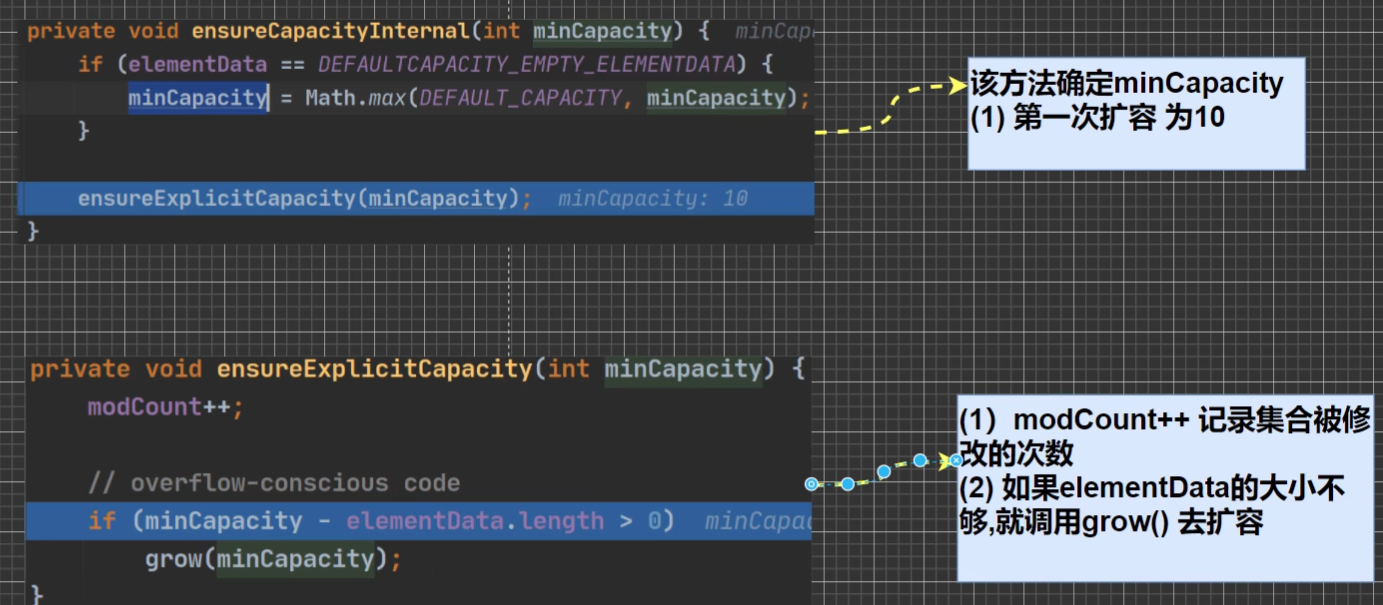 private void ensureCapacityInternal(int minCapacity) { minCap
if (elementData == DEFAULTCAPACITY_EMPTY_ELEMENTDATA) {
minCapacity = Math.max(DEFAULT_CAPACITY, minCapacity);
}
ensureExplicitCapacity(minCapacity); minCapacity: 10
}
该方法确定minCapacity
(1) 第一次扩容 为10
private void ensureExplicitCapacity(int minCapacity) {
modCount++;
// overflow-conscious code
if (minCapacity - elementData.length > 0) minCapac
grow(minCapacity);
}
(1）modCount++ 记录集合被修
改的次数
(2) 如果elementData的大小不
够,就调用grow() 去扩容